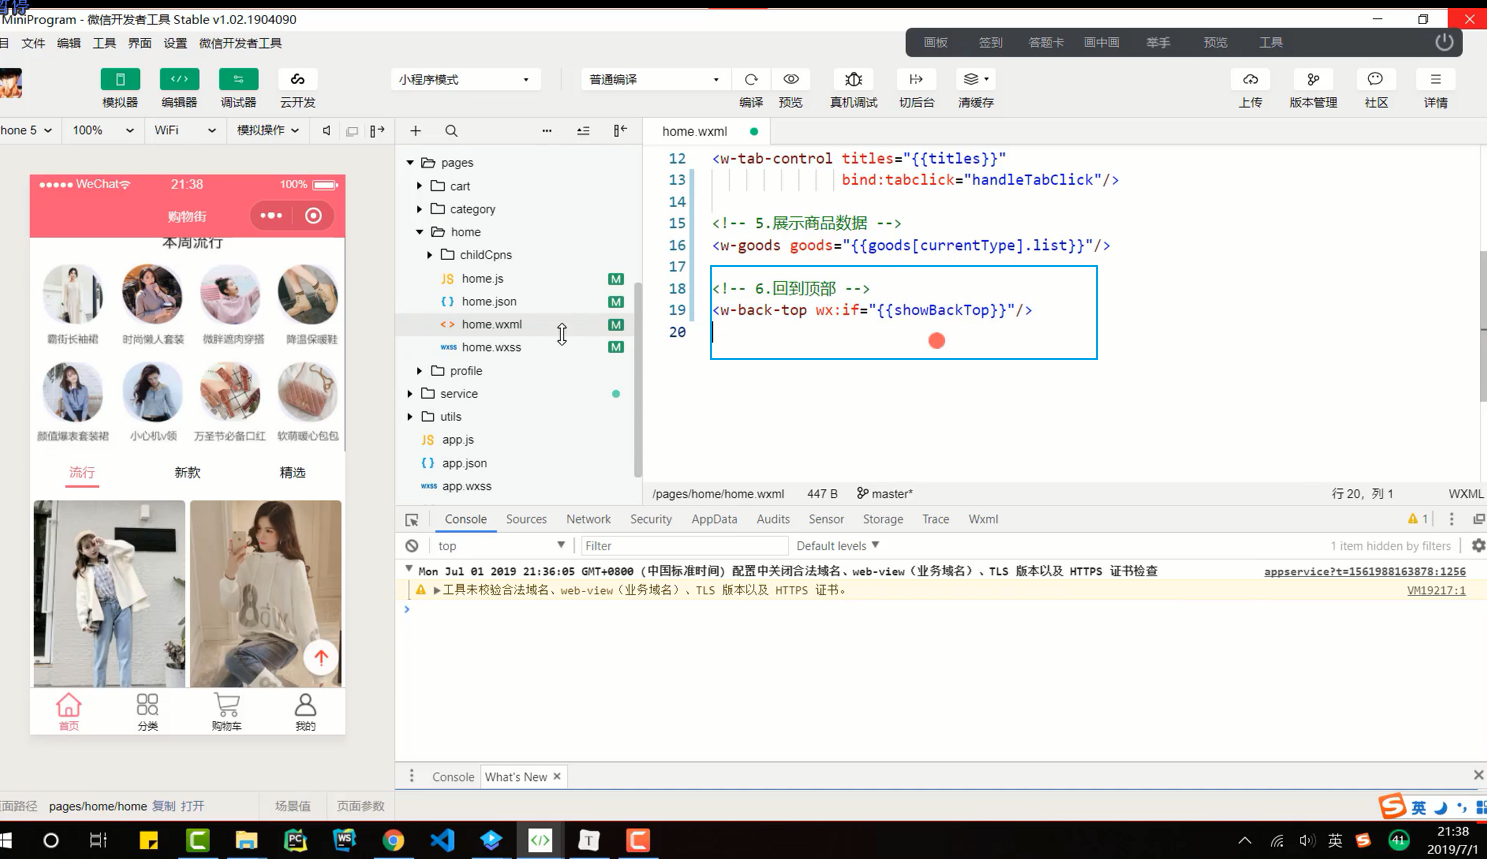 暂停
MiniProgram - 微信开发者工具 Stable v1.02.1904090
目 文件 编辑 工具 界面 设置 微信开发者工具
画板 签到 答题卡 画中画 举手 预览 工具
小程序模式 普通编译
模拟器 编辑器 调试器 云开发 编译 预览 真机调试 切后台 清缓存 上传 版本管理 社区 详情
hone 5 100% WiFi 模拟操作
home.wxml
WeChat 21:38 100%
购物街
本周流行
霸街长袖裙 时尚懒人套装 微胖遮肉穿搭 降温保暖鞋
颜值爆表套装裙 小心机v领 万圣节必备口红 软萌暖心包包
流行 新款 精选
首页 分类 购物车 我的
pages
cart
category
home
childCpns
JS home.js M
{ } home.json M
<> home.wxml M
wxss home.wxss M
profile
service
utils
JS app.js
{ } app.json
wxss app.wxss
12 <w-tab-control titles="{{titles}}"
13 bind:tabclick="handleTabClick"/>
14
15 <!-- 5.展示商品数据 -->
16 <w-goods goods="{{goods[currentType].list}}"/>
17
18 <!-- 6.回到顶部 -->
19 <w-back-top wx:if="{{showBackTop}}"/>
20
/pages/home/home.wxml 447 B master* 行 20，列 1 WXML
Console Sources Network Security AppData Audits Sensor Storage Trace Wxml 1
top Filter Default levels 1 item hidden by filters
Mon Jul 01 2019 21:36:05 GMT+0800 (中国标准时间) 配置中关闭合法域名、web-view（业务域名）、TLS 版本以及 HTTPS 证书检查 appservice?t=1561988163878:1256
工具未校验合法域名、web-view（业务域名）、TLS 版本以及 HTTPS 证书。 VM19217:1
Console What's New
页面路径 pages/home/home 复制 打开 场景值 页面参数
英
英 41 21:38
2019/7/1